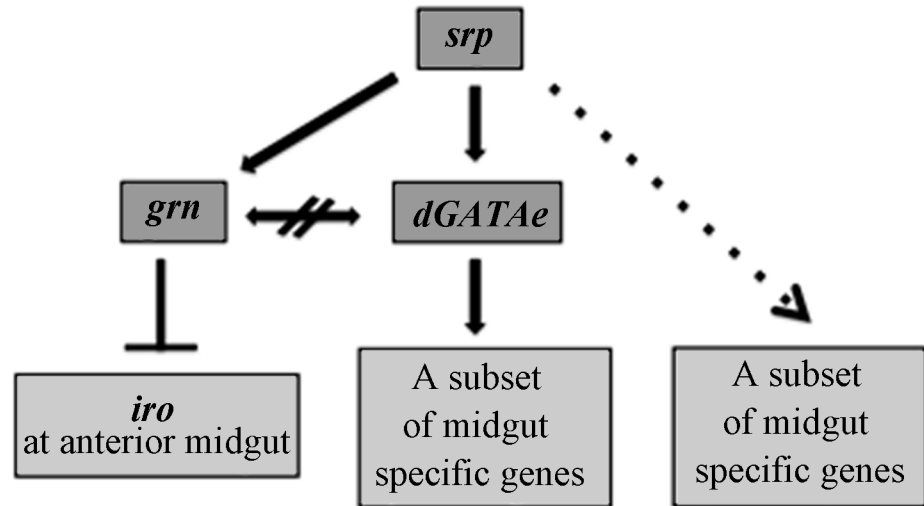 srp
grn
dGATAe
iro
at anterior midgut
A subset
of midgut
specific genes
A subset
of midgut
specific genes